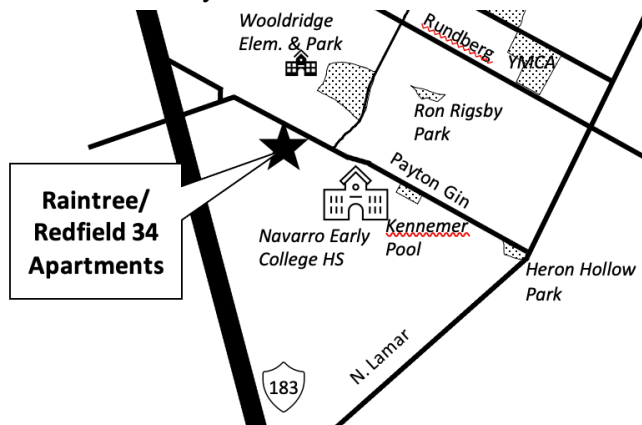 Wooldridge
Elem. & Park
Rundberg
YMCA
Ron Rigsby
Park
Payton Gin
Raintree/
Redfield 34
Apartments
Navarro Early
College HS
Kennemer
Pool
Heron Hollow
Park
N. Lamar
183